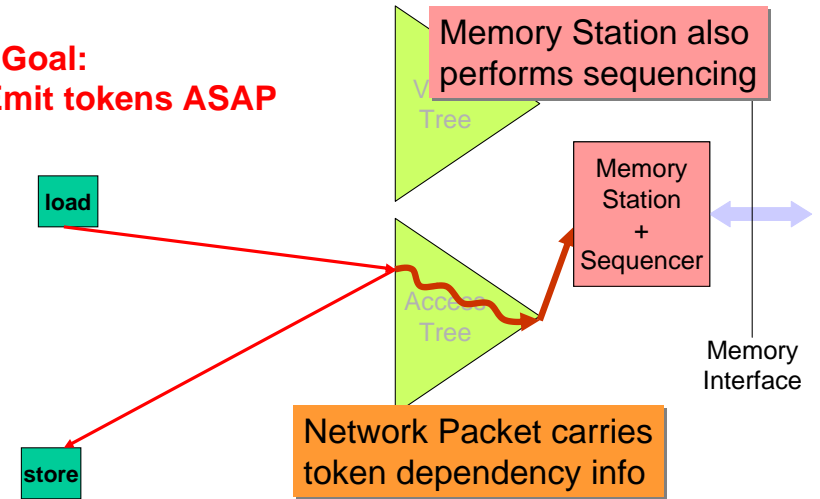 Goal:
Emit tokens ASAP
Memory Station also
performs sequencing
Tree
load
Memory
Station
+
Sequencer
Access
Tree
Memory
Interface
Network Packet carries
token dependency info
store